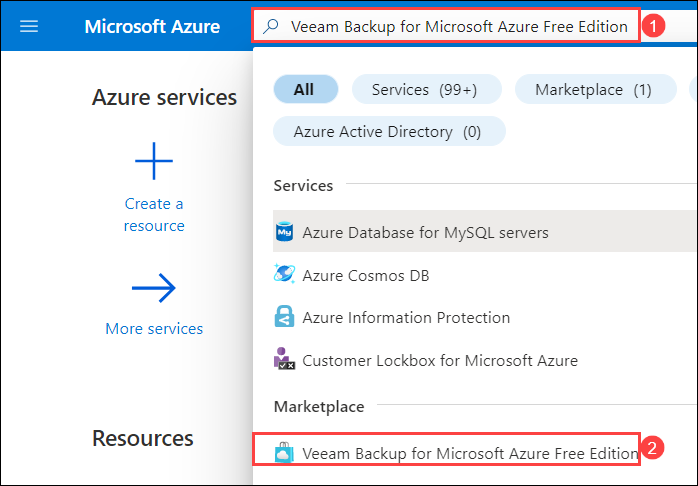 Microsoft Azure
Veeam Backup for Microsoft Azure Free Edition
1
All
Services (99+)
Marketplace (1)
Azure Active Directory (0)
Azure services
Create a
resource
More services
Resources
Services
My
Azure Database for MySQL servers
Azure Cosmos DB
Azure Information Protection
Customer Lockbox for Microsoft Azure
Marketplace
Veeam Backup for Microsoft Azure Free Edition
2